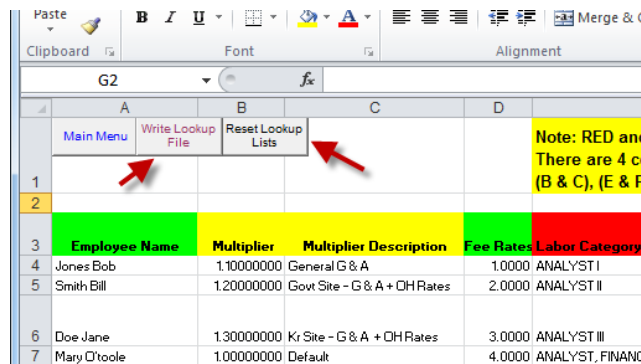 Paste
B I U A Merge & C
Clipboard Font Alignment
G2 fx
A B C D
Main Menu Write Lookup File Reset Lookup Lists
Note: RED and
There are 4 c
(B & C), (E & F
1
2
3 Employee Name Multiplier Multiplier Description Fee Rates Labor Category
4 Jones Bob 1.10000000 General G & A 1.0000 ANALYST I
5 Smith Bill 1.20000000 Govt Site - G & A + OH Rates 2.0000 ANALYST II
6 Doe Jane 1.30000000 Kr Site - G & A + OH Rates 3.0000 ANALYST III
7 Mary O'toole 1.00000000 Default 4.0000 ANALYST, FINANC